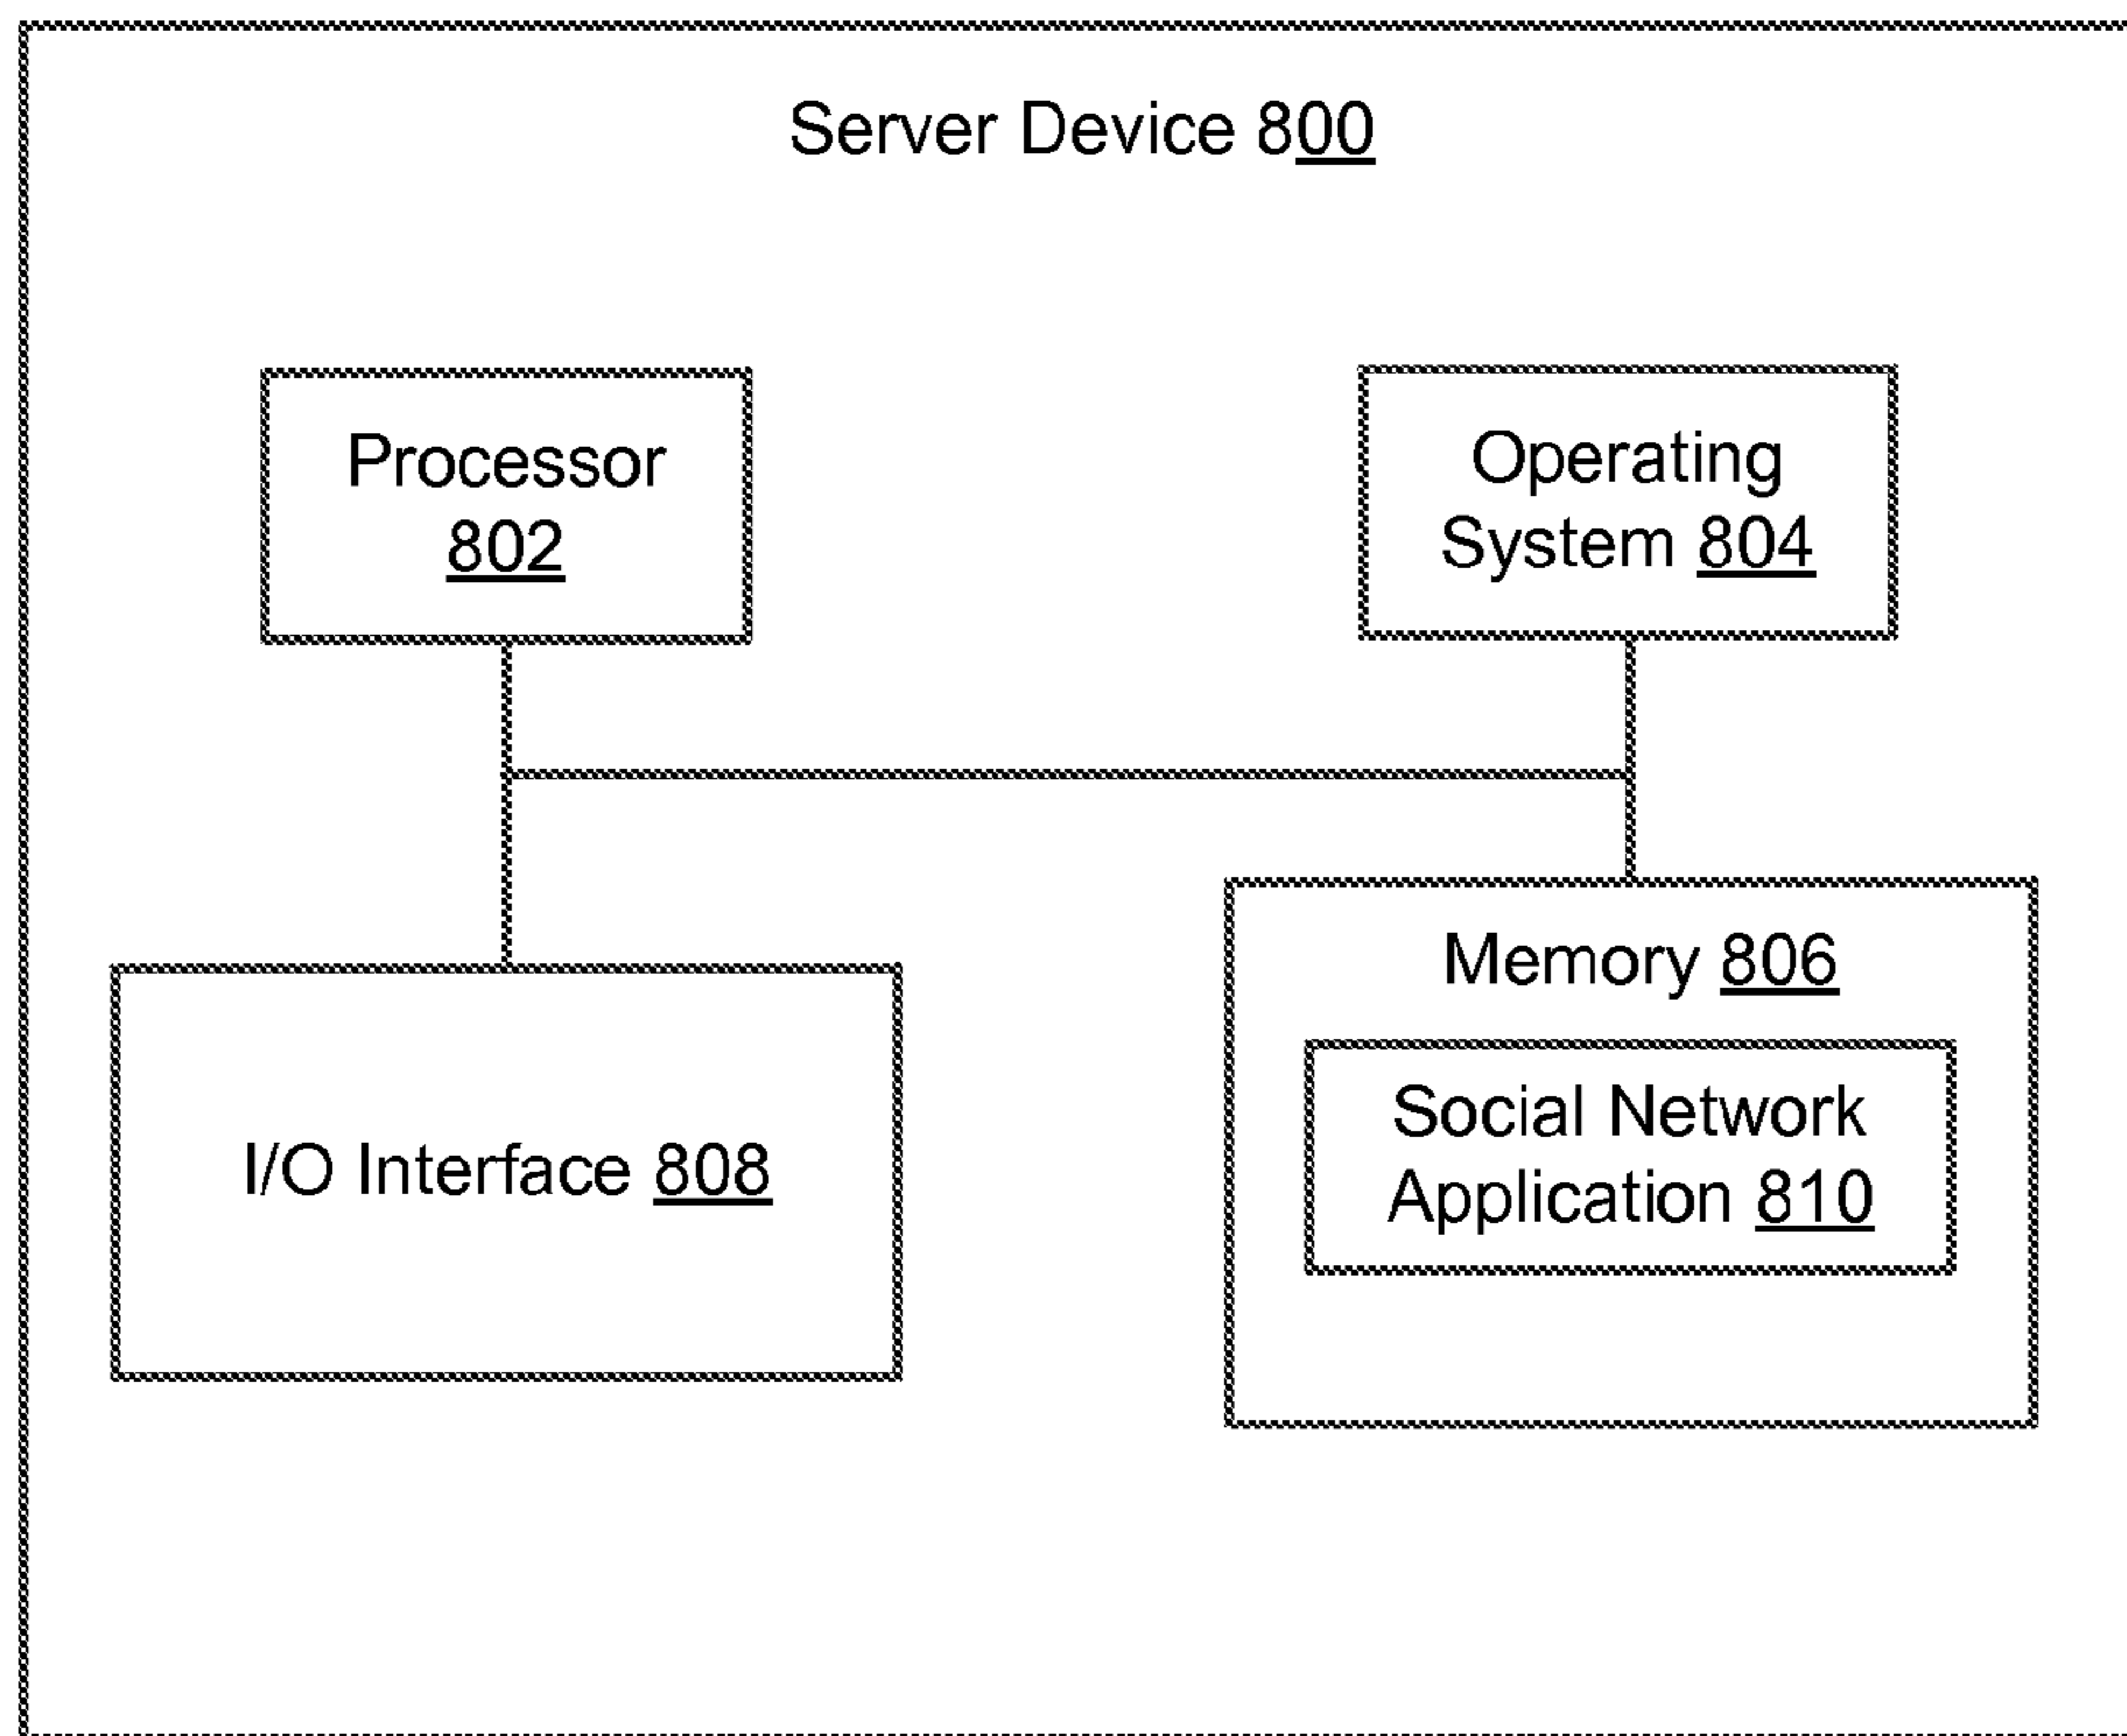 Server Device 800
Processor
802
Operating
System 804
Memory 806
Social Network
Application 810
I/O Interface 808